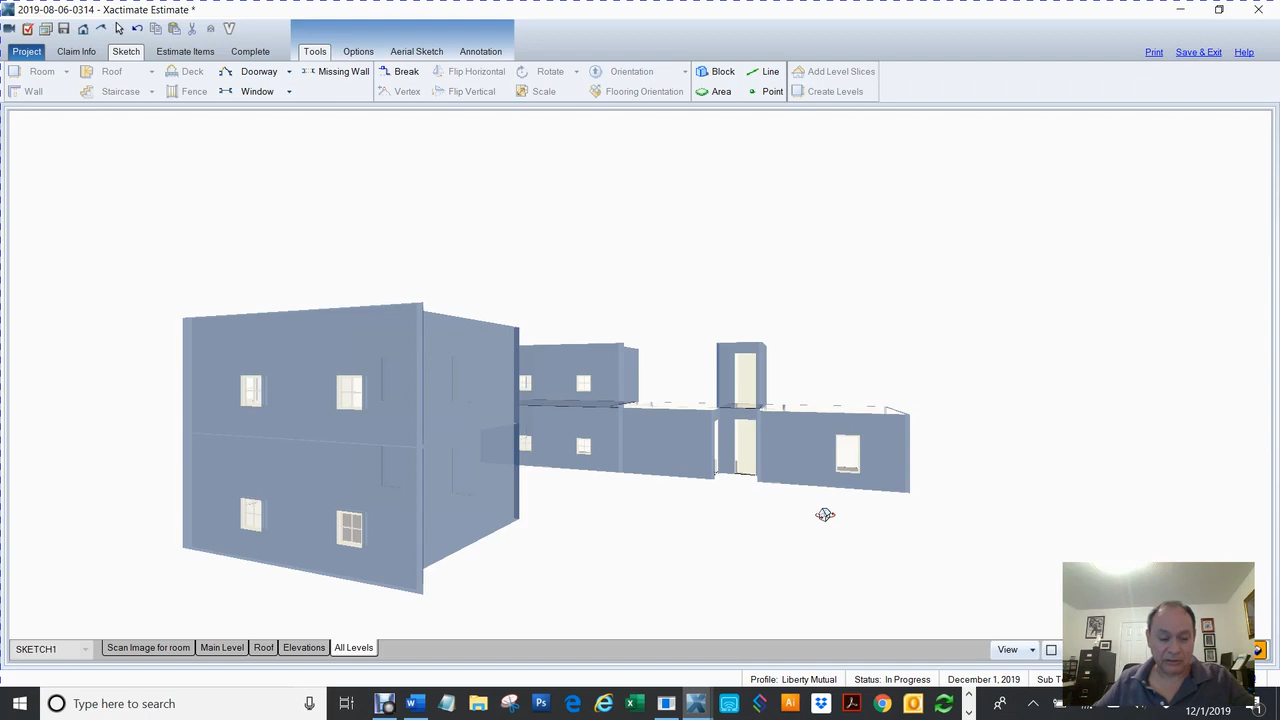 2019-08-06-0314 - Xactimate Estimate *
Project Claim Info Sketch Estimate Items Complete Tools Options Aerial Sketch Annotation Print Save & Exit Help
Room Roof Deck Doorway Missing Wall Break Flip Horizontal Rotate Orientation Block Line Add Level Slices
Wall Staircase Fence Window Vertex Flip Vertical Scale Flooring Orientation Area Point Create Levels
SKETCH1 Scan Image for room Main Level Roof Elevations All Levels View
Profile: Liberty Mutual Status: In Progress December 1, 2019 Sub T
Type here to search
12/1/2019